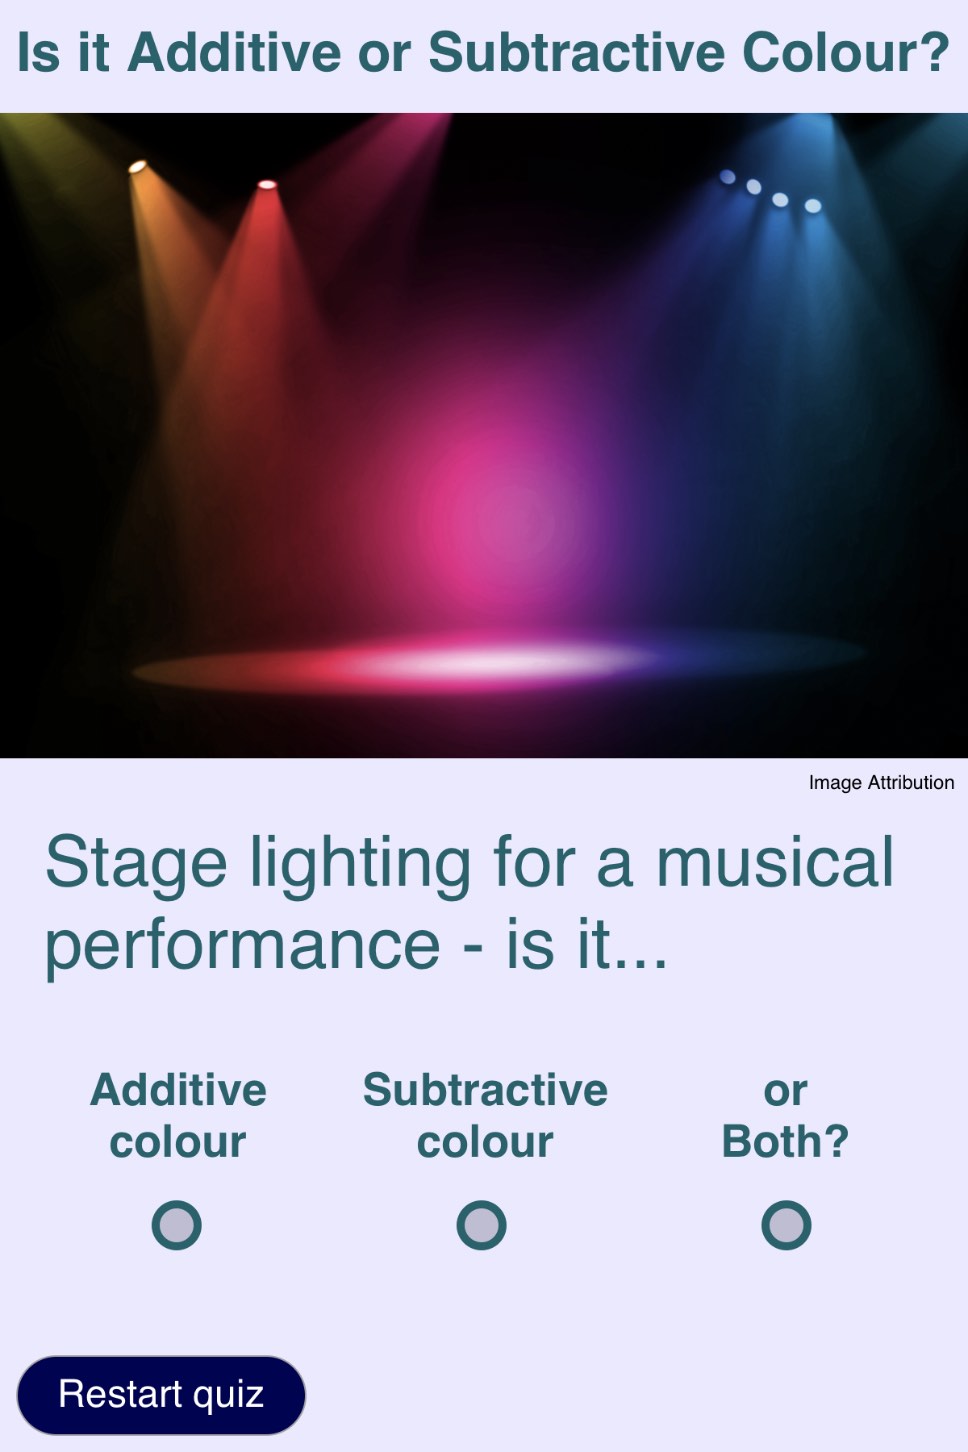 Is it Additive or Subtractive Colour?
Image Attribution
Stage lighting for a musical
performance - is it...
Additive
colour
Subtractive
colour
or
Both?
Restart quiz